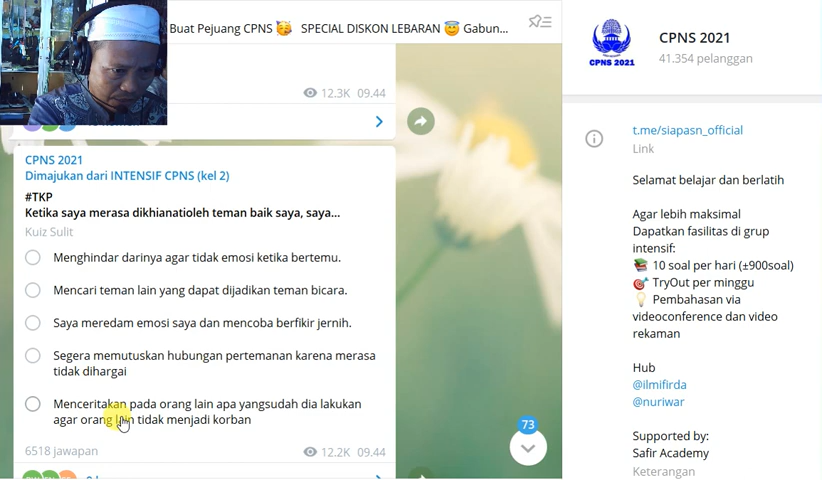 Buat Pejuang CPNS 🥳 SPECIAL DISKON LEBARAN 😇 Gabun...
12.3K 09.44
CPNS 2021
Dimajukan dari INTENSIF CPNS (kel 2)
#TKP
Ketika saya merasa dikhianatioleh teman baik saya, saya...
Kuiz Sulit
Menghindar darinya agar tidak emosi ketika bertemu.
Mencari teman lain yang dapat dijadikan teman bicara.
Saya meredam emosi saya dan mencoba berfikir jernih.
Segera memutuskan hubungan pertemanan karena merasa
tidak dihargai
Menceritakan pada orang lain apa yangsudah dia lakukan
agar orang lain tidak menjadi korban
6518 jawapan
12.2K 09.44
73
CPNS 2021
CPNS 2021
41.354 pelanggan
t.me/siapasn_official
Link
Selamat belajar dan berlatih
Agar lebih maksimal
Dapatkan fasilitas di grup
intensif:
📚 10 soal per hari (±900soal)
🎯 TryOut per minggu
💡 Pembahasan via
videoconference dan video
rekaman
Hub
@ilmifirda
@nuriwar
Supported by:
Safir Academy
Keterangan